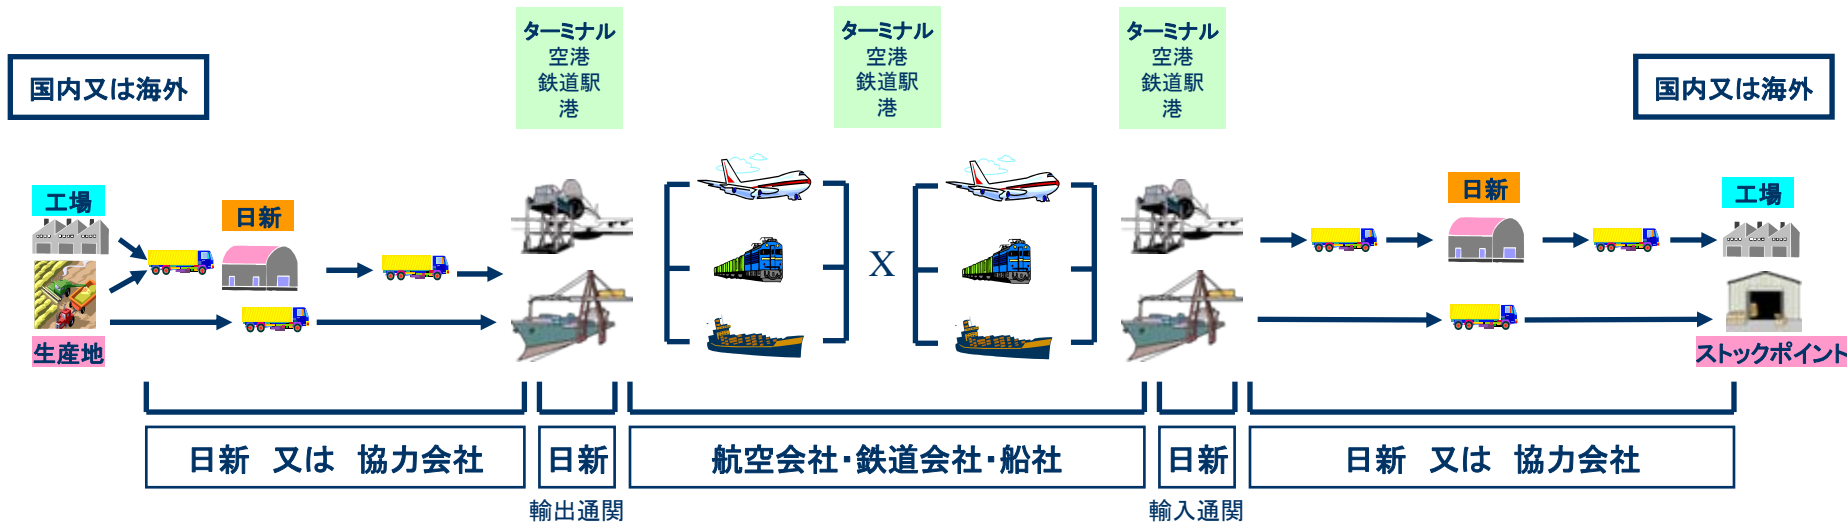 ターミナル
空港
鉄道駅
港
ターミナル
空港
鉄道駅
港
ターミナル
空港
鉄道駅
港
国内又は海外
国内又は海外
工場
日新
生産地
X
日新
工場
ストックポイント
日新 又は 協力会社
日新
航空会社・鉄道会社・船社
日新
日新 又は 協力会社
輸出通関
輸入通関